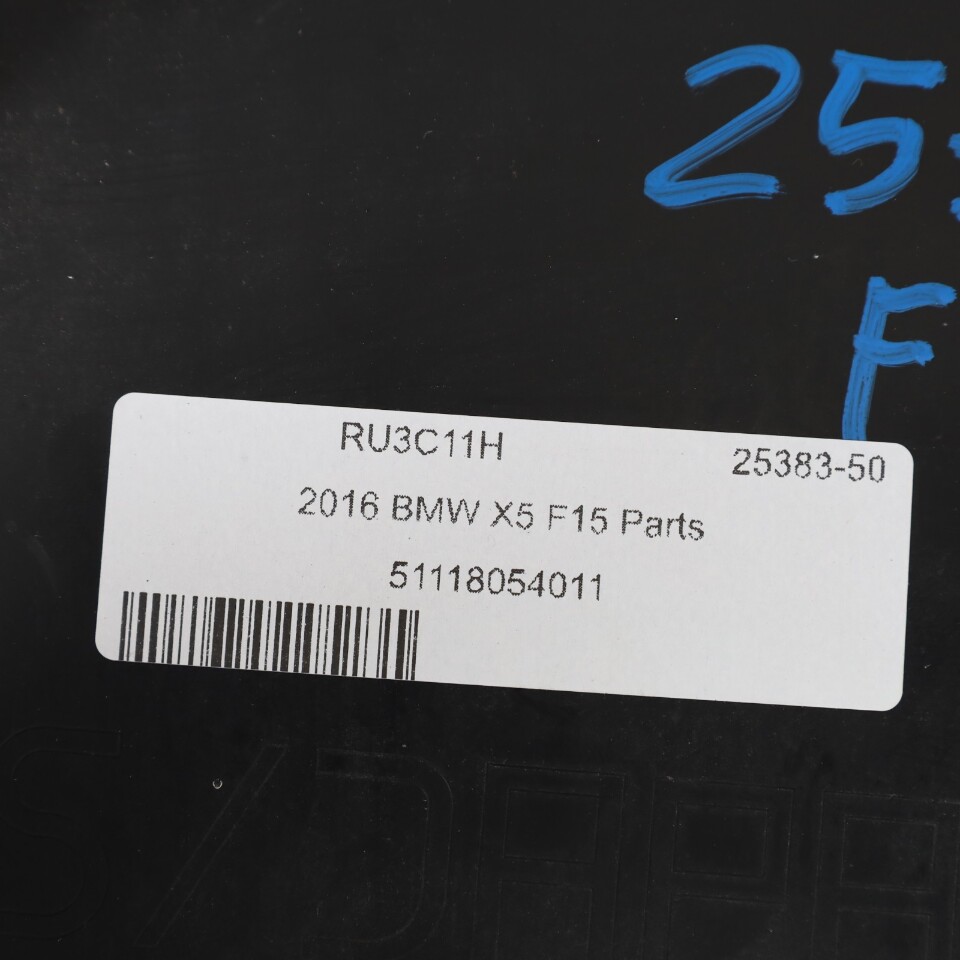 25
F
RU3C11H
25383-50
2016 BMW X5 F15 Parts
51118054011